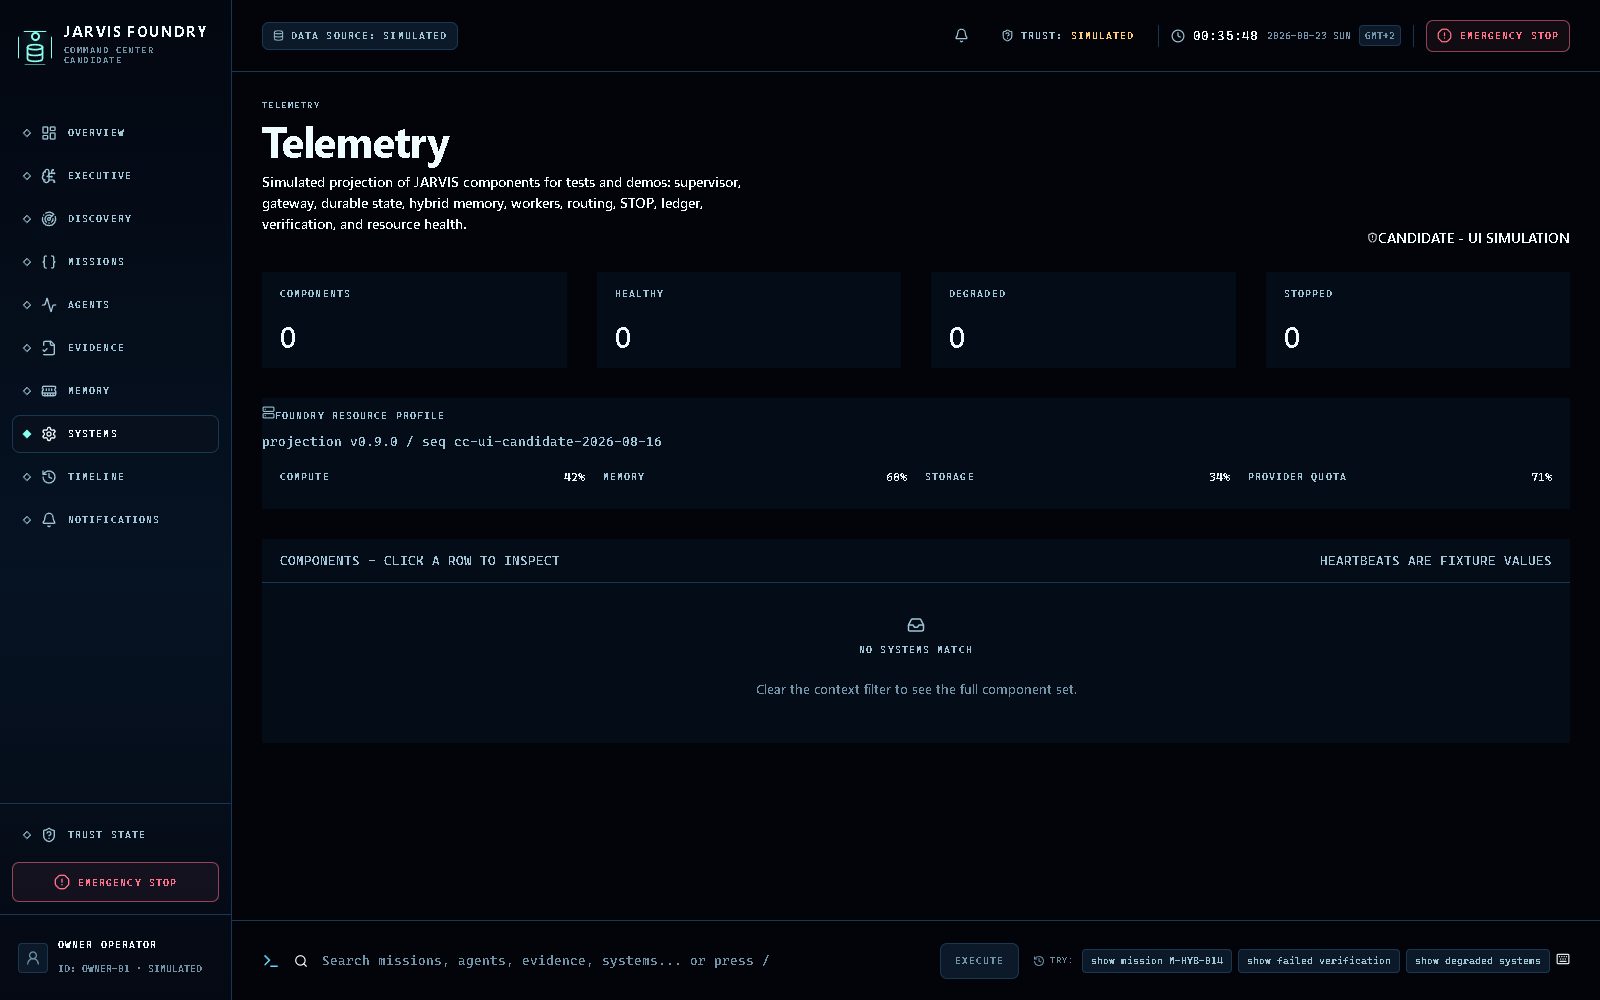 JARVIS FOUNDRY
COMMAND CENTER
CANDIDATE
OVERVIEW
EXECUTIVE
DISCOVERY
MISSIONS
AGENTS
EVIDENCE
MEMORY
SYSTEMS
TIMELINE
NOTIFICATIONS
TRUST STATE
EMERGENCY STOP
OWNER OPERATOR
ID: OWNER-01 • SIMULATED
DATA SOURCE: SIMULATED
TRUST: SIMULATED
00:35:48 2026-08-23 SUN GMT+2
EMERGENCY STOP
TELEMETRY
Telemetry
Simulated projection of JARVIS components for tests and demos: supervisor,
gateway, durable state, hybrid memory, workers, routing, STOP, ledger,
verification, and resource health.
CANDIDATE - UI SIMULATION
COMPONENTS
0
HEALTHY
0
DEGRADED
0
STOPPED
0
FOUNDRY RESOURCE PROFILE
projection v0.9.0 / seq cc-ui-candidate-2026-08-16
COMPUTE 42% MEMORY 68% STORAGE 34% PROVIDER QUOTA 71%
COMPONENTS - CLICK A ROW TO INSPECT
HEARTBEATS ARE FIXTURE VALUES
NO SYSTEMS MATCH
Clear the context filter to see the full component set.
Search missions, agents, evidence, systems... or press /
EXECUTE
TRY:
show mission M-HYB-014
show failed verification
show degraded systems